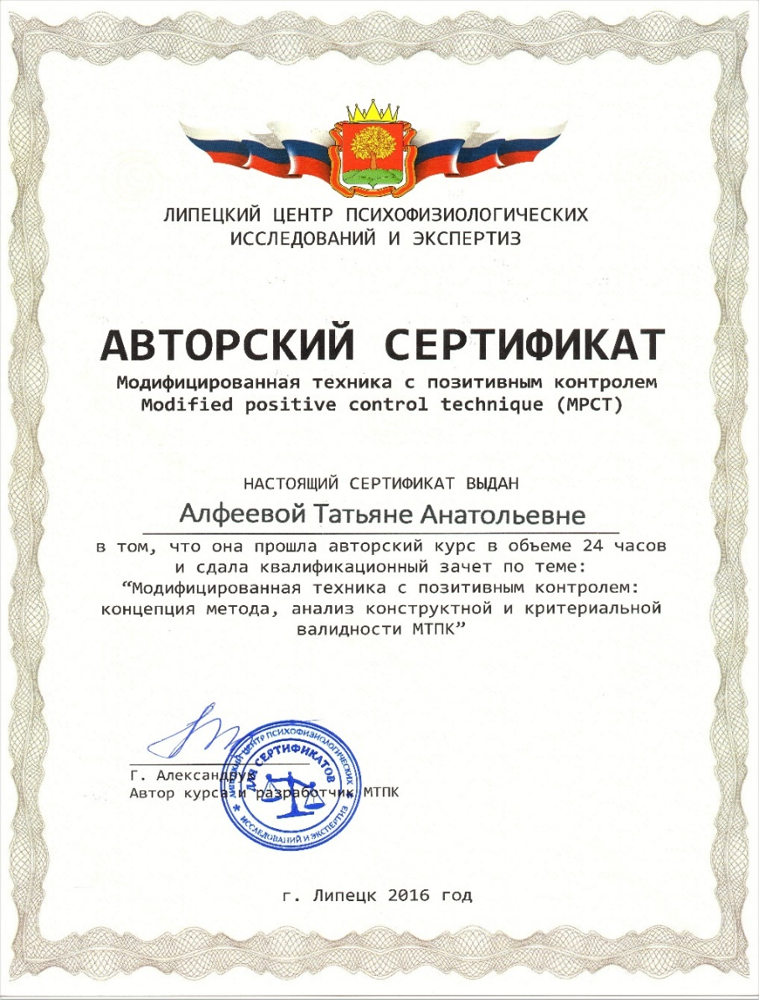 ЛИПЕЦКИЙ ЦЕНТР ПСИХОФИЗИОЛОГИЧЕСКИХ
ИССЛЕДОВАНИЙ И ЭКСПЕРТИЗ
АВТОРСКИЙ СЕРТИФИКАТ
Модифицированная техника с позитивным контролем
Modified positive control technique (MPCT)
НАСТОЯЩИЙ СЕРТИФИКАТ ВЫДАН
Алфеевой Татьяне Анатольевне
в том, что она прошла авторский курс в объеме 24 часов
и сдала квалификационный зачет по теме:
“Модифицированная техника с позитивным контролем:
концепция метода, анализ конструктной и критериальной
валидности МТПК”
Г. Александрук
Автор курса и разработчик МТПК
ЛИПЕЦКИЙ ЦЕНТР ПСИХОФИЗИОЛОГИЧЕСКИХ
ИССЛЕДОВАНИЙ И ЭКСПЕРТИЗ
ДЛЯ СЕРТИФИКАТОВ
г. Липецк 2016 год